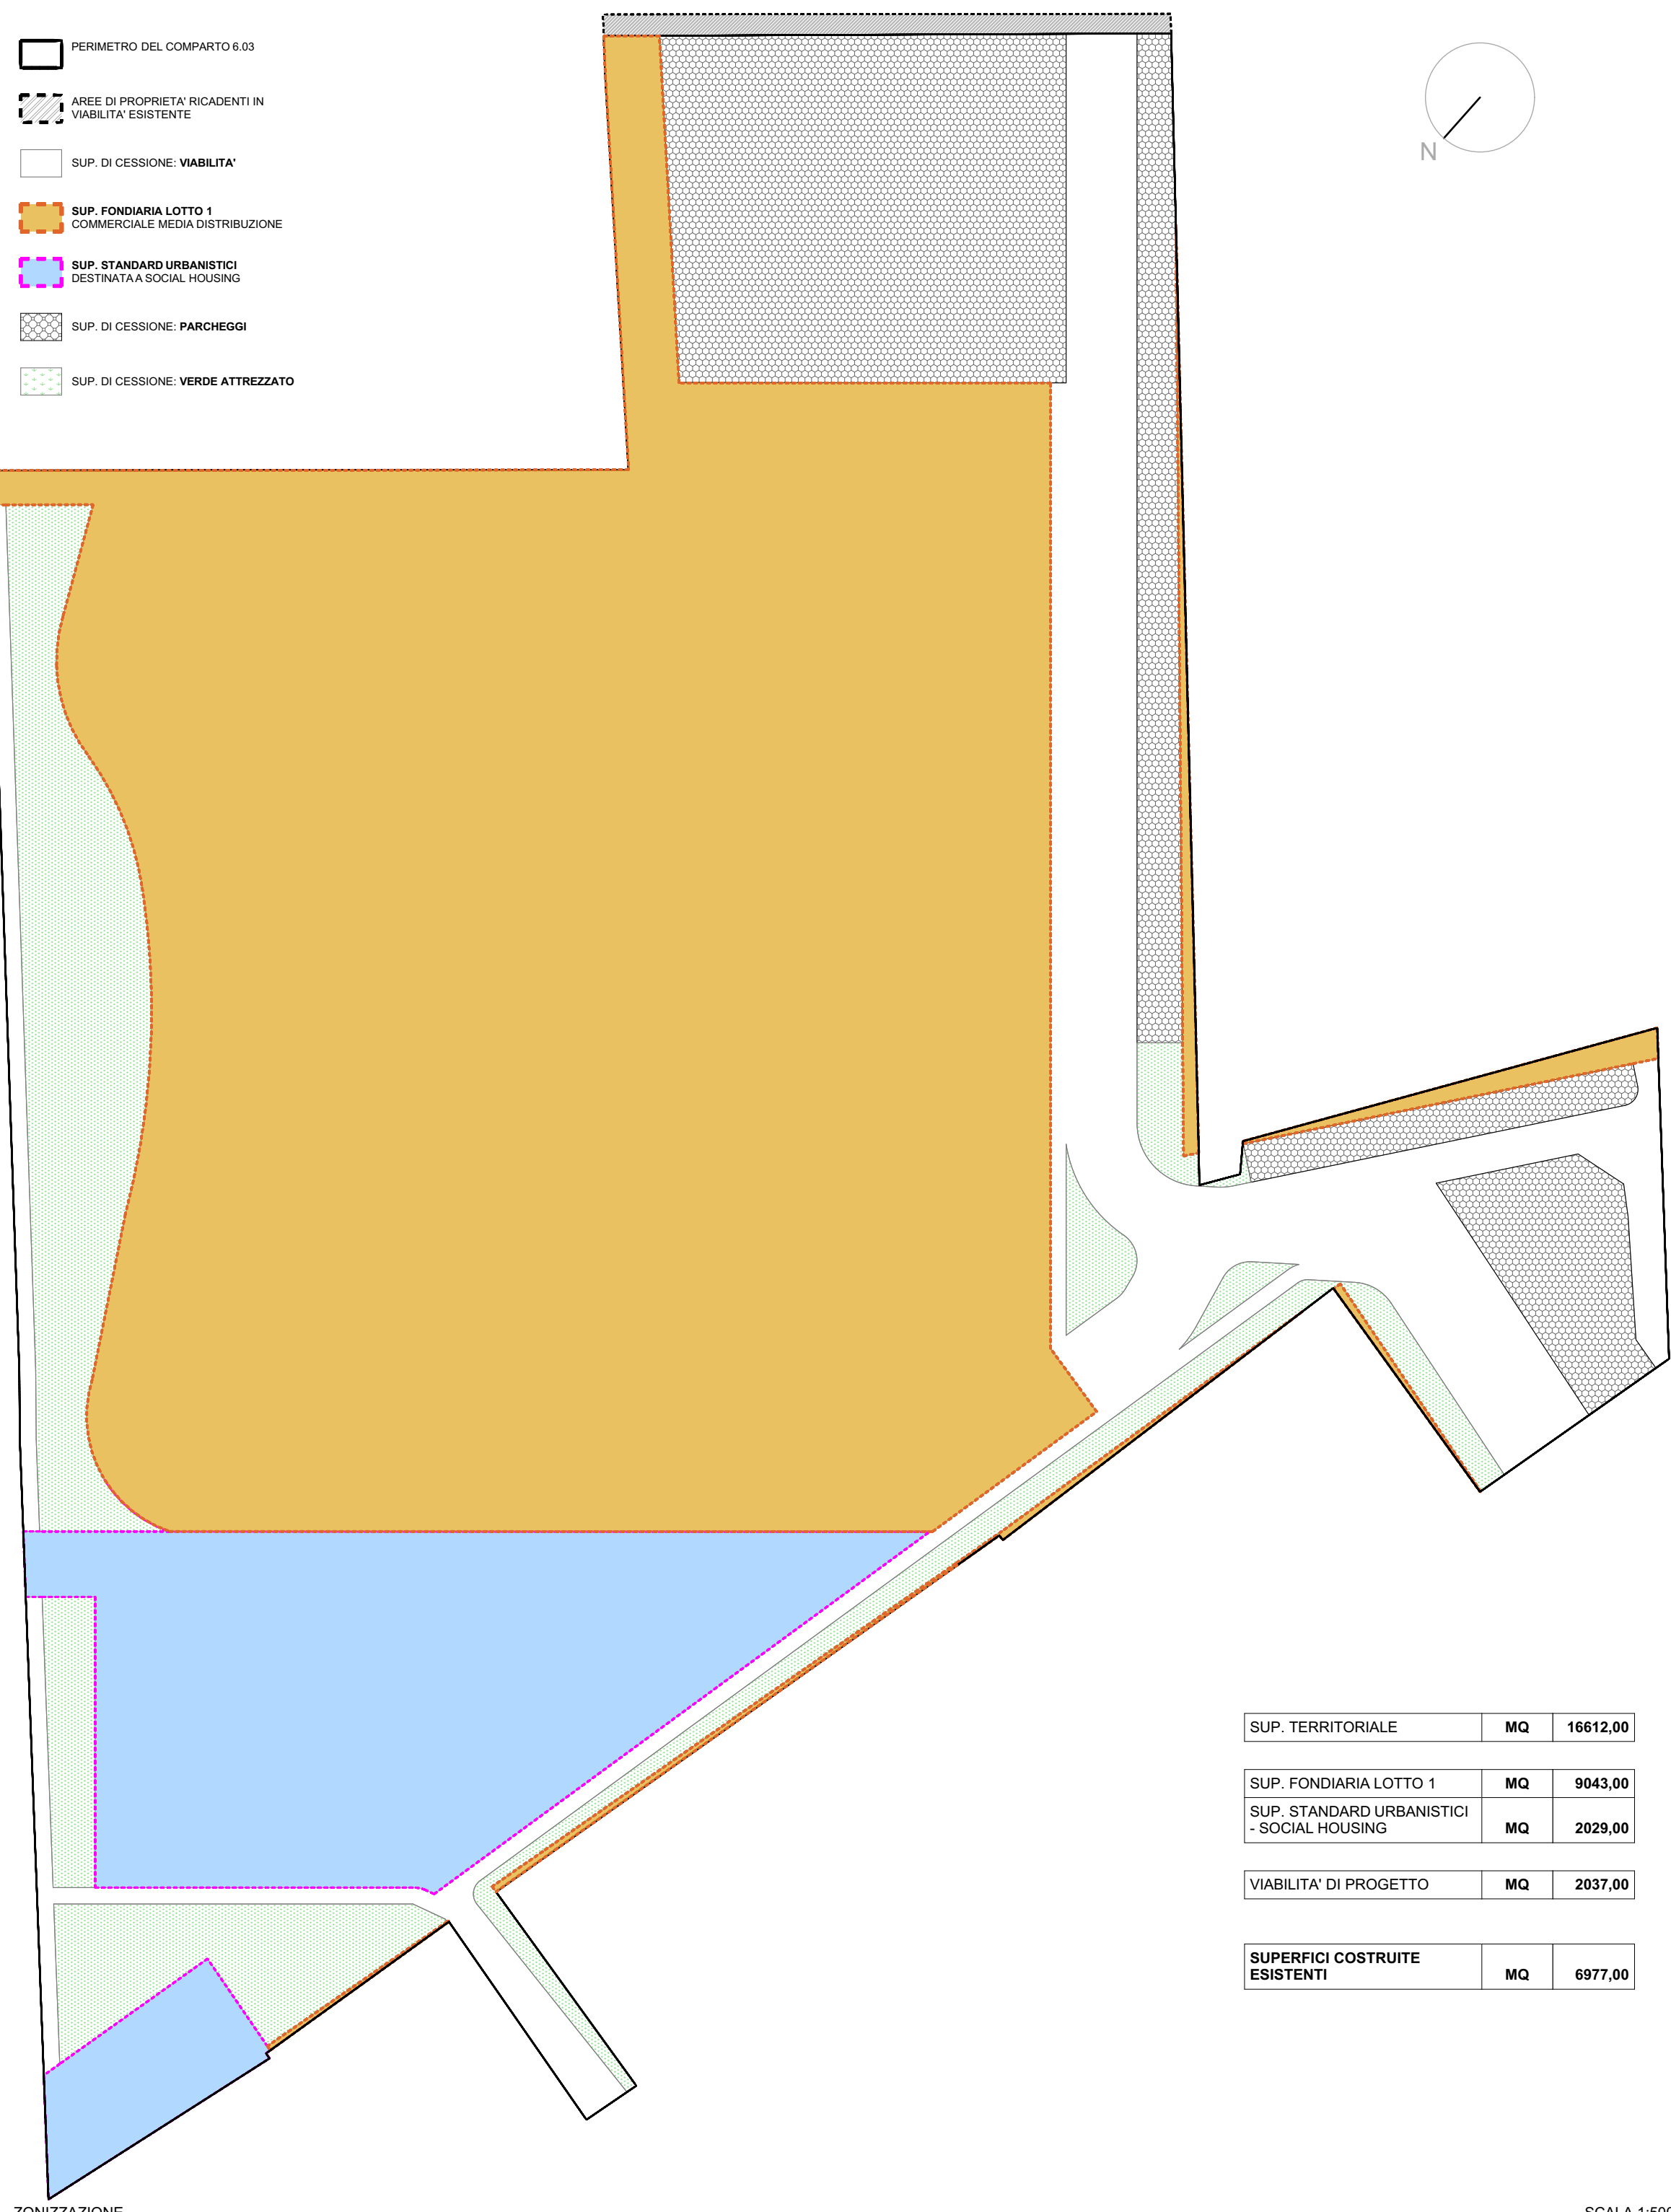 PERIMETRO DEL COMPARTO 6.03
AREE DI PROPRIETA' RICADENTI IN
VIABILITA' ESISTENTE
SUP. DI CESSIONE: VIABILITA'
SUP. FONDIARIA LOTTO 1
COMMERCIALE MEDIA DISTRIBUZIONE
SUP. STANDARD URBANISTICI
DESTINATA A SOCIAL HOUSING
SUP. DI CESSIONE: PARCHEGGI
SUP. DI CESSIONE: VERDE ATTREZZATO
N
SUP. TERRITORIALE MQ 16612,00
SUP. FONDIARIA LOTTO 1 MQ 9043,00
SUP. STANDARD URBANISTICI
- SOCIAL HOUSING MQ 2029,00
VIABILITA' DI PROGETTO MQ 2037,00
SUPERFICI COSTRUITE
ESISTENTI MQ 6977,00
ZONIZZAZIONE
SCALA